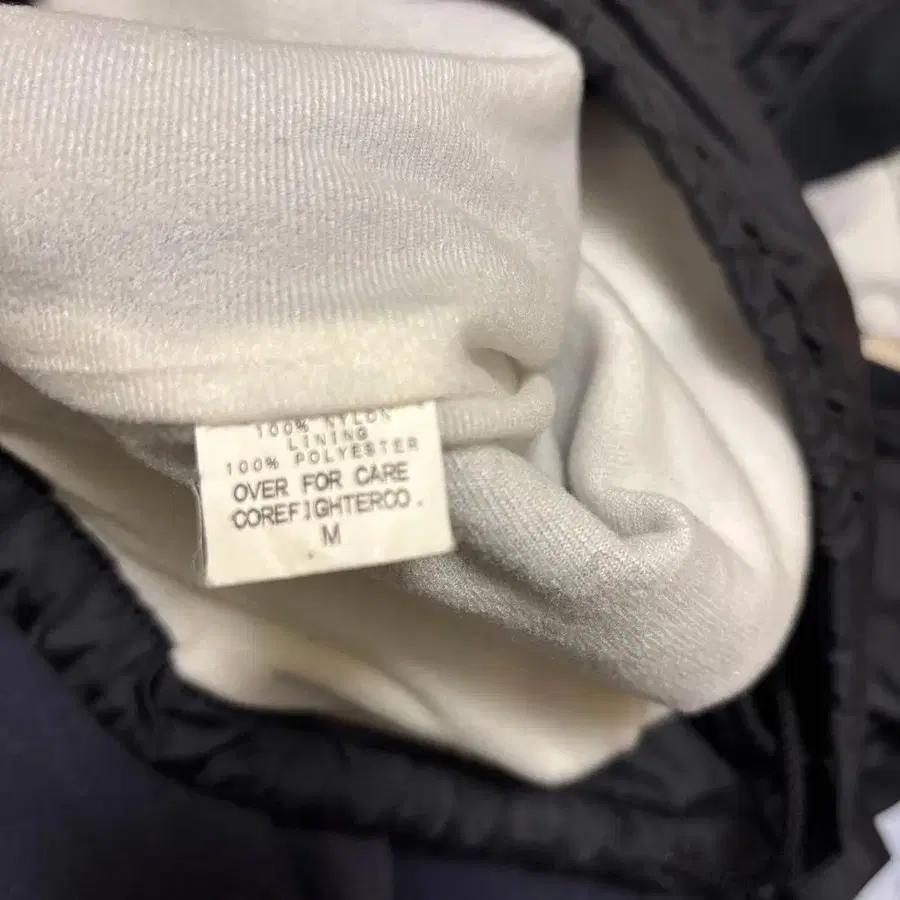 100% NYLON
LINING
100% POLYESTER
OVER FOR CARE
COREFIGHTERCO.
M